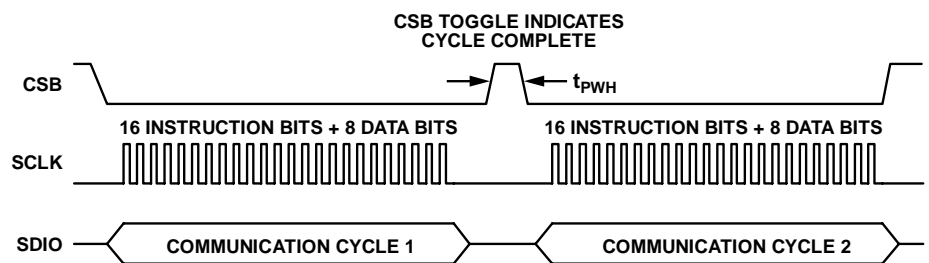 CSB TOGGLE INDICATES
CYCLE COMPLETE
CSB
tPWH
16 INSTRUCTION BITS + 8 DATA BITS
16 INSTRUCTION BITS + 8 DATA BITS
SCLK
SDIO
COMMUNICATION CYCLE 1
COMMUNICATION CYCLE 2